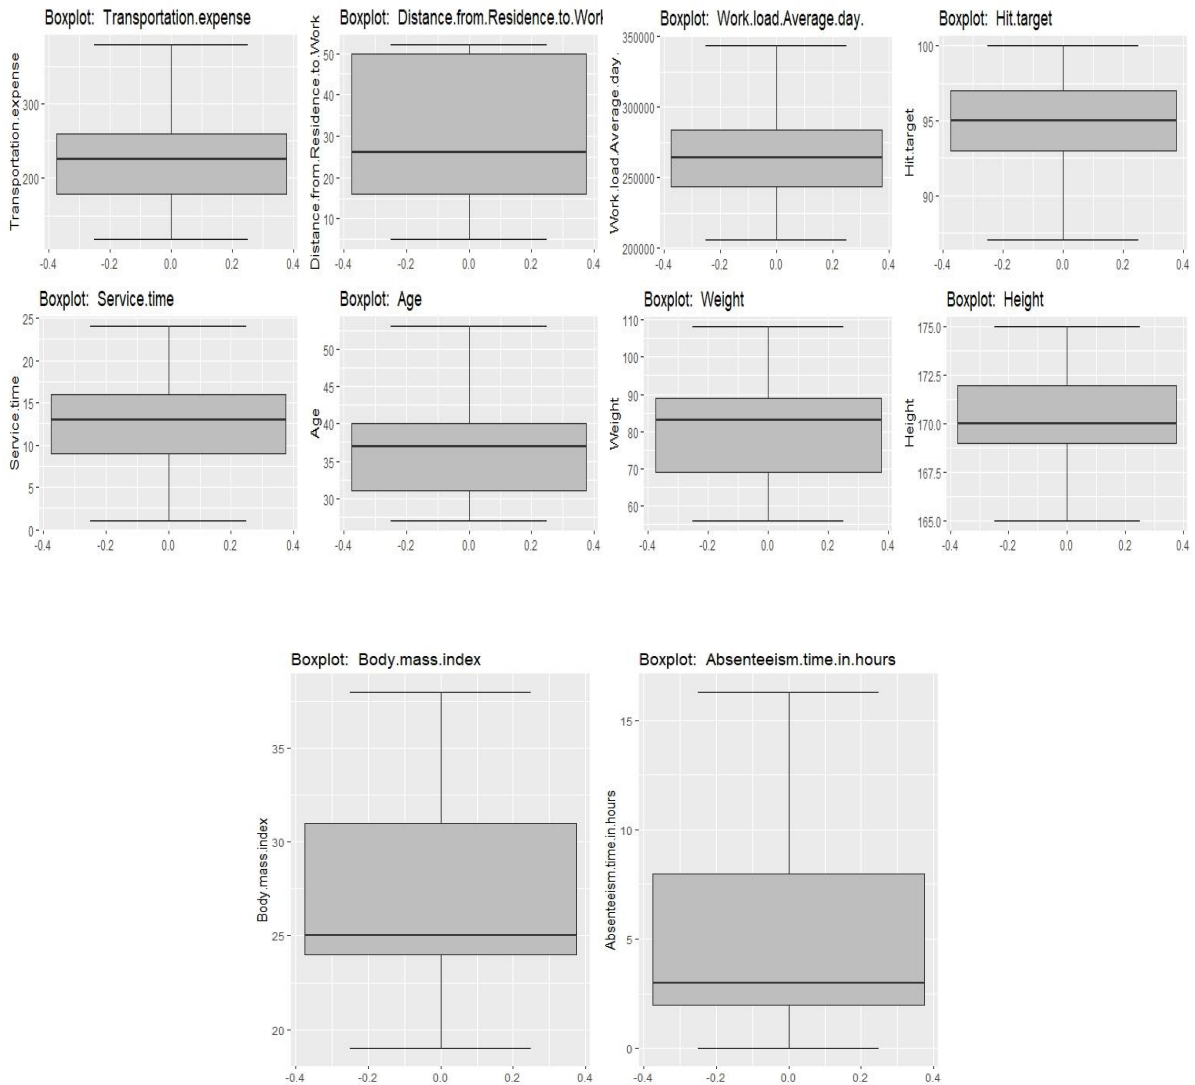 Boxplot: Transportation.expense
Transportation.expense
300
200
-0.4 -0.2 0.0 0.2 0.4
Boxplot: Distance.from.Residence.to.Work
Distance.from.Residence.to.Work
50
40
30
20
10
-0.4 -0.2 0.0 0.2 0.4
Boxplot: Work.load.Average.day.
Work.load.Average.day.
350000
300000
250000
200000
-0.4 -0.2 0.0 0.2 0.4
Boxplot: Hit.target
Hit.target
100
95
90
-0.4 -0.2 0.0 0.2 0.4
Boxplot: Service.time
Service.time
25
20
15
10
5
0
-0.4 -0.2 0.0 0.2 0.4
Boxplot: Age
Age
50
45
40
35
30
-0.4 -0.2 0.0 0.2 0.4
Boxplot: Weight
Weight
110
100
90
80
70
60
-0.4 -0.2 0.0 0.2 0.4
Boxplot: Height
Height
175.0
172.5
170.0
167.5
165.0
-0.4 -0.2 0.0 0.2 0.4
Boxplot: Body.mass.index
Body.mass.index
35
30
25
20
-0.4 -0.2 0.0 0.2 0.4
Boxplot: Absenteeism.time.in.hours
Absenteeism.time.in.hours
15
10
5
0
-0.4 -0.2 0.0 0.2 0.4